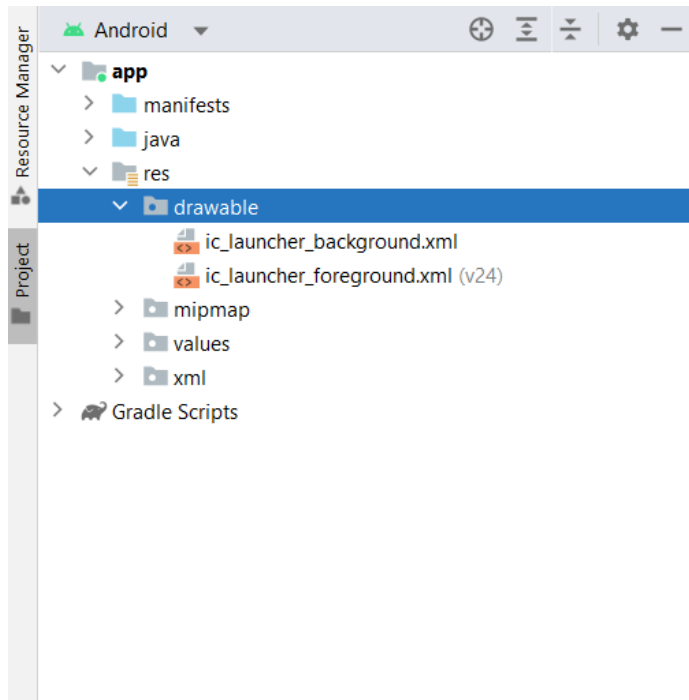 Android
app
manifests
java
res
drawable
ic_launcher_background.xml
ic_launcher_foreground.xml (v24)
mipmap
values
xml
Gradle Scripts
Resource Manager
Project